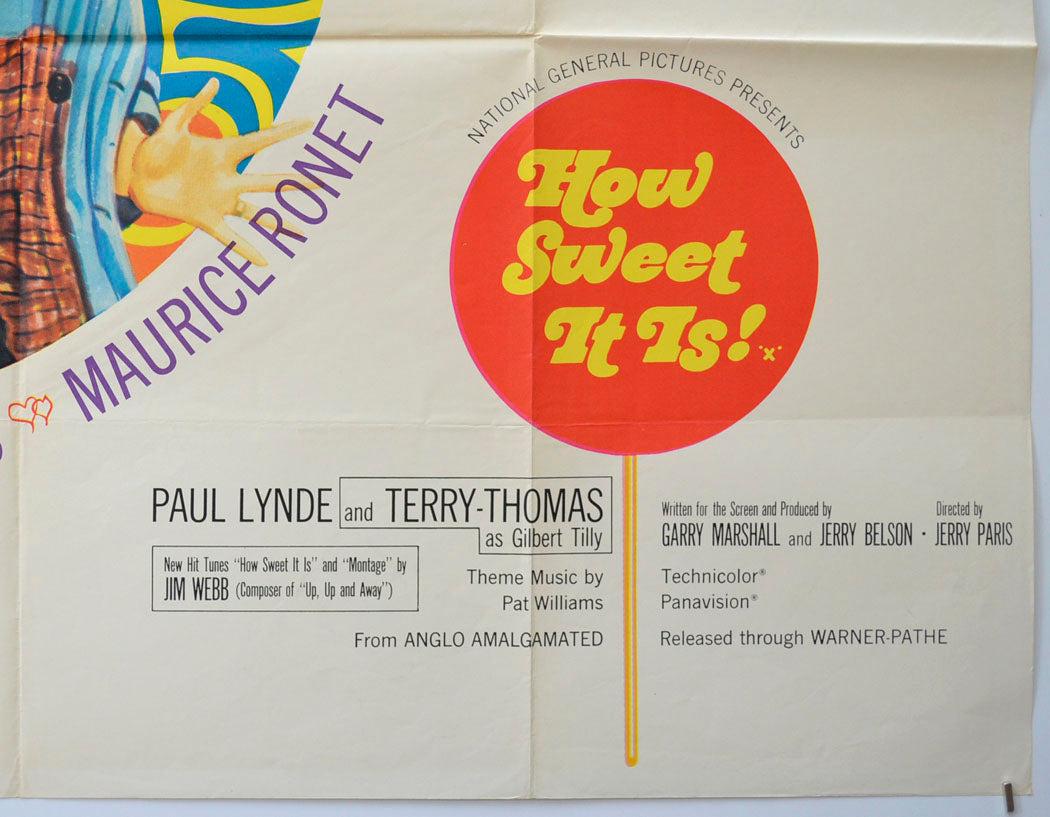 MAURICE RONET
NATIONAL GENERAL PICTURES PRESENTS
How
Sweet
It Is!
x
PAUL LYNDE and TERRY-THOMAS
as Gilbert Tilly
New Hit Tunes "How Sweet It Is" and "Montage" by
JIM WEBB (Composer of "Up, Up and Away")
Theme Music by
Pat Williams
From ANGLO AMALGAMATED
Written for the Screen and Produced by
GARRY MARSHALL and JERRY BELSON · 
Directed by
JERRY PARIS
Technicolor®
Panavision®
Released through WARNER-PATHE